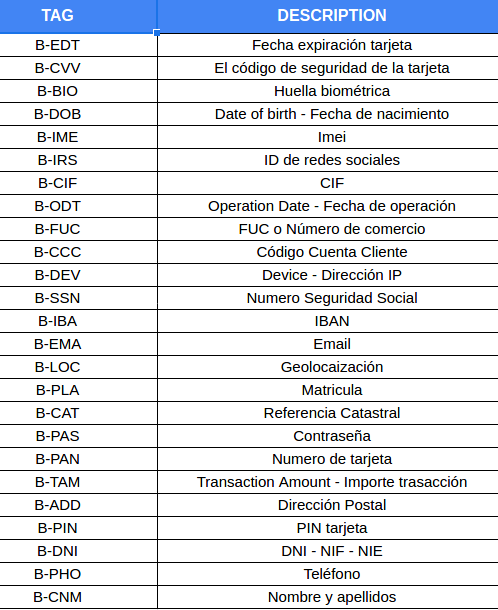 TAG DESCRIPTION
B-EDT Fecha expiración tarjeta
B-CVV El código de seguridad de la tarjeta
B-BIO Huella biométrica
B-DOB Date of birth - Fecha de nacimiento
B-IME Imei
B-IRS ID de redes sociales
B-CIF CIF
B-ODT Operation Date - Fecha de operación
B-FUC FUC o Número de comercio
B-CCC Código Cuenta Cliente
B-DEV Device - Dirección IP
B-SSN Numero Seguridad Social
B-IBA IBAN
B-EMA Email
B-LOC Geolocaización
B-PLA Matricula
B-CAT Referencia Catastral
B-PAS Contraseña
B-PAN Numero de tarjeta
B-TAM Transaction Amount - Importe trasacción
B-ADD Dirección Postal
B-PIN PIN tarjeta
B-DNI DNI - NIF - NIE
B-PHO Teléfono
B-CNM Nombre y apellidos